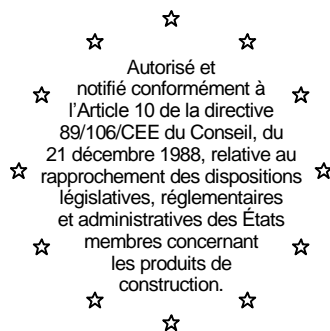 Autorisé et
notifié conformément à
l'Article 10 de la directive
89/106/CEE du Conseil, du
21 décembre 1988, relative au
rapprochement des dispositions
législatives, réglementaires
et administratives des États
membres concernant
les produits de
construction.